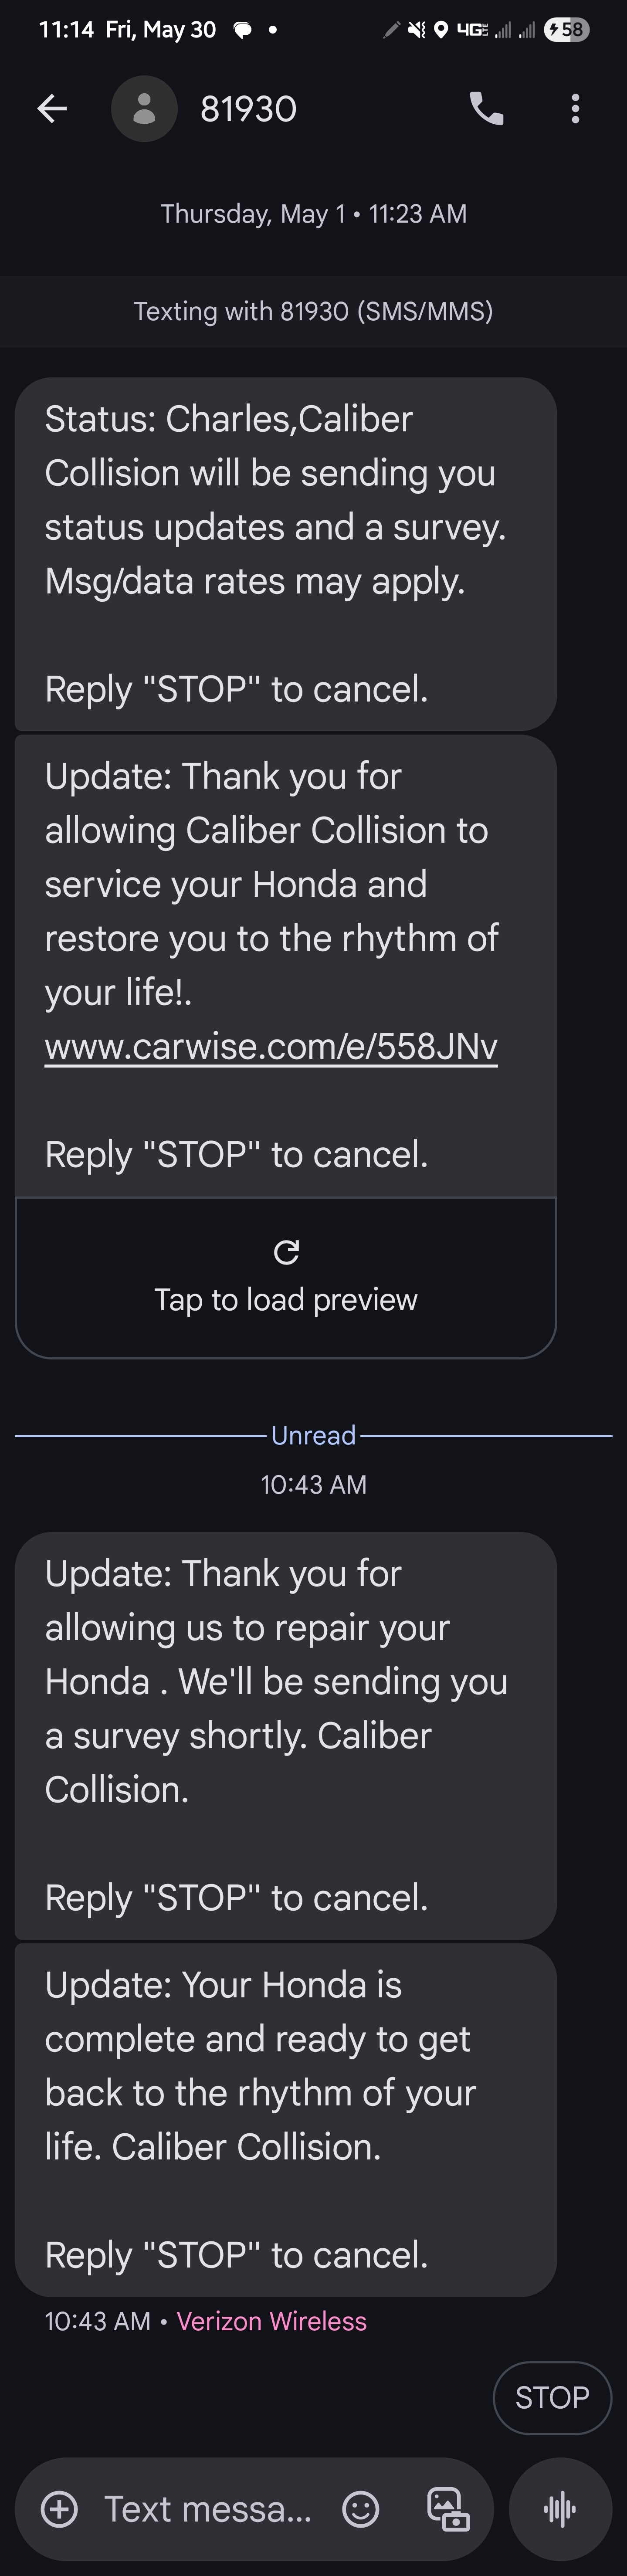 11:14 Fri, May 30 4G LTE 58
81930
Thursday, May 1 • 11:23 AM
Texting with 81930 (SMS/MMS)
Status: Charles,Caliber
Collision will be sending you
status updates and a survey.
Msg/data rates may apply.
Reply "STOP" to cancel.
Update: Thank you for
allowing Caliber Collision to
service your Honda and
restore you to the rhythm of
your life!.
www.carwise.com/e/558JNv
Reply "STOP" to cancel.
Tap to load preview
Unread
10:43 AM
Update: Thank you for
allowing us to repair your
Honda . We'll be sending you
a survey shortly. Caliber
Collision.
Reply "STOP" to cancel.
Update: Your Honda is
complete and ready to get
back to the rhythm of your
life. Caliber Collision.
Reply "STOP" to cancel.
10:43 AM • Verizon Wireless
STOP
Text messa...